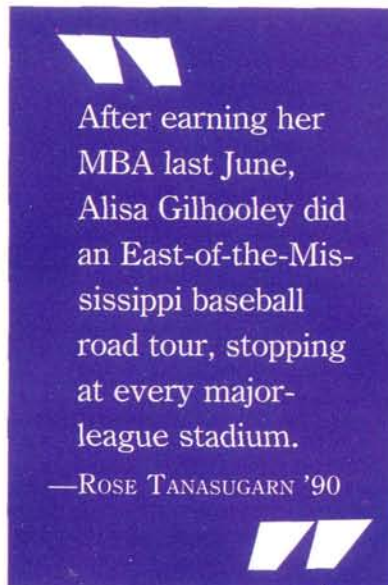 After earning her
MBA last June,
Alisa Gilhooley did
an East-of-the-Mis-
sissippi baseball
road tour, stopping
at every major-
league stadium.
—ROSE TANASUGARN '90